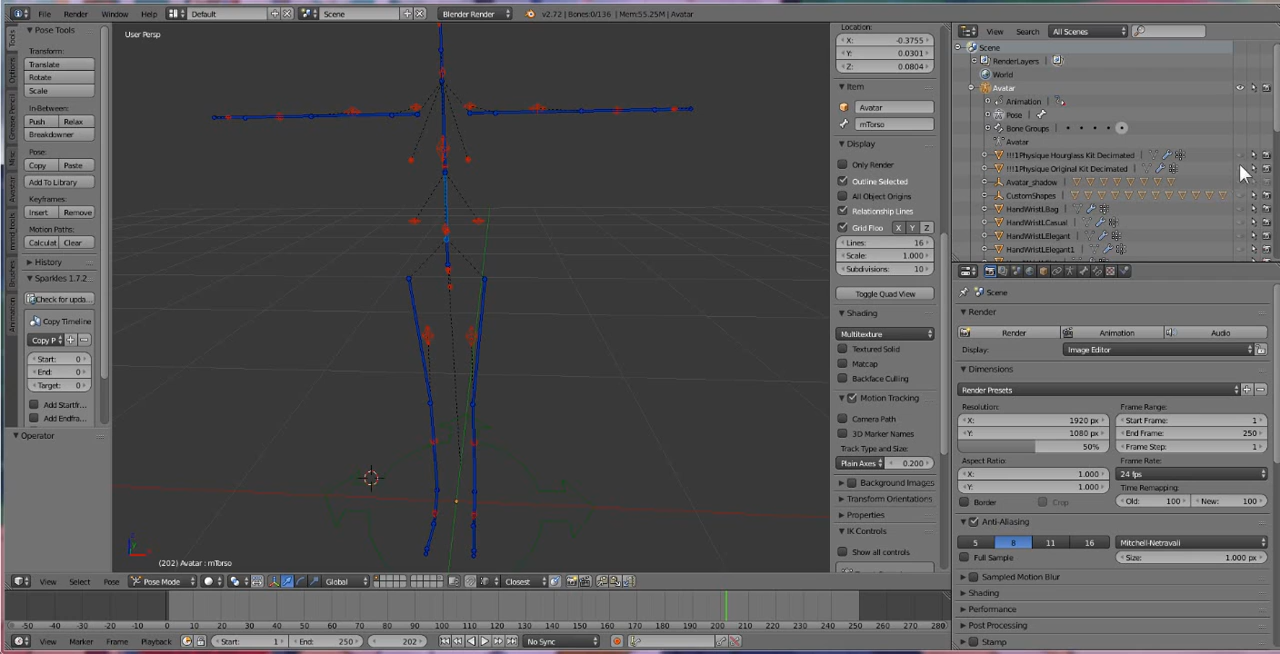 File Render Window Help Default Scene Blender Render v2.72 | Bones:0/136 | Mem:55.25M | Avatar
Tools
Options
Grease Pencil
Misc
Avastar
Brushes
Animation
Pose Tools
Transform:
Translate
Rotate
Scale
In-Between:
Push Relax
Breakdowner
Pose:
Copy Paste
Add To Library
Keyframes:
Insert Remove
Motion Paths:
Calculat Clear
History
Sparkles 1.7.2
Check for upda
Copy Timeline
Copy P
Start: 0
End: 0
Target: 0
Add Startfr...
Add Endfra...
Operator
User Persp
(202) Avatar : mTorso
Location:
X: -0.3755
Y: 0.0301
Z: 0.0804
Item
Avatar
mTorso
Display
Only Render
Outline Selected
All Object Origins
Relationship Lines
Grid Floo X Y Z
Lines: 16
Scale: 1.000
Subdivisions: 10
Toggle Quad View
Shading
Multitexture
Textured Solid
Matcap
Backface Culling
Motion Tracking
Camera Path
3D Marker Names
Track Type and Size:
Plain Axes 0.200
Background Images
Transform Orientations
Properties
IK Controls
Show all controls
View Search All Scenes
Scene
RenderLayers
World
Avatar
Animation
Pose
Bone Groups
Avatar
!!!1Physique Hourglass Kit Decimated
!!!1Physique Original Kit Decimated
Avatar_shadow
CustomShapes
HandWristLBag
HandWristLCasual
HandWristLElegant
HandWristLElegant1
Scene
Render
Render Animation Audio
Display: Image Editor
Dimensions
Render Presets
Resolution: Frame Range:
X: 1920 px Start Frame: 1
Y: 1080 px End Frame: 250
50% Frame Step: 1
Aspect Ratio: Frame Rate:
X: 1.000 24 fps
Y: 1.000 Time Remapping:
Border Crop Old: 100 New: 100
Anti-Aliasing
5 8 11 16 Mitchell-Netravali
Full Sample Size: 1.000 px
Sampled Motion Blur
Shading
Performance
Post Processing
Stamp
View Select Pose Pose Mode Global Closest
-50 -40 -30 -20 -10 0 10 20 30 40 50 60 70 80 90 100 110 120 130 140 150 160 170 180 190 200 210 220 230 240 250 260 270 280
View Marker Frame Playback Start: 1 End: 250 202 No Sync